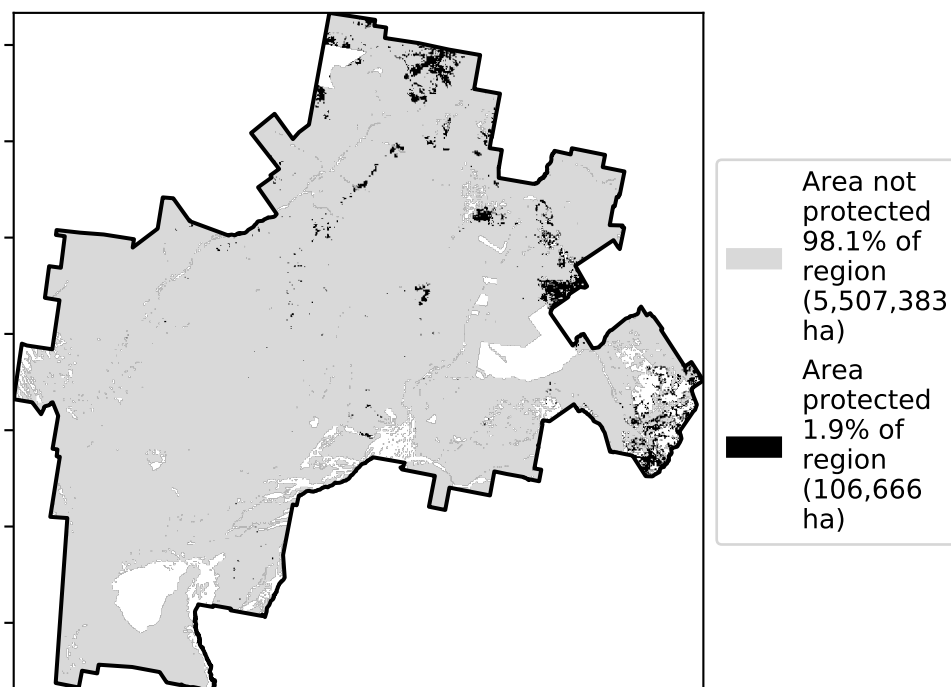 Area not
protected
98.1% of
region
(5,507,383
ha)
Area
protected
1.9% of
region
(106,666
ha)